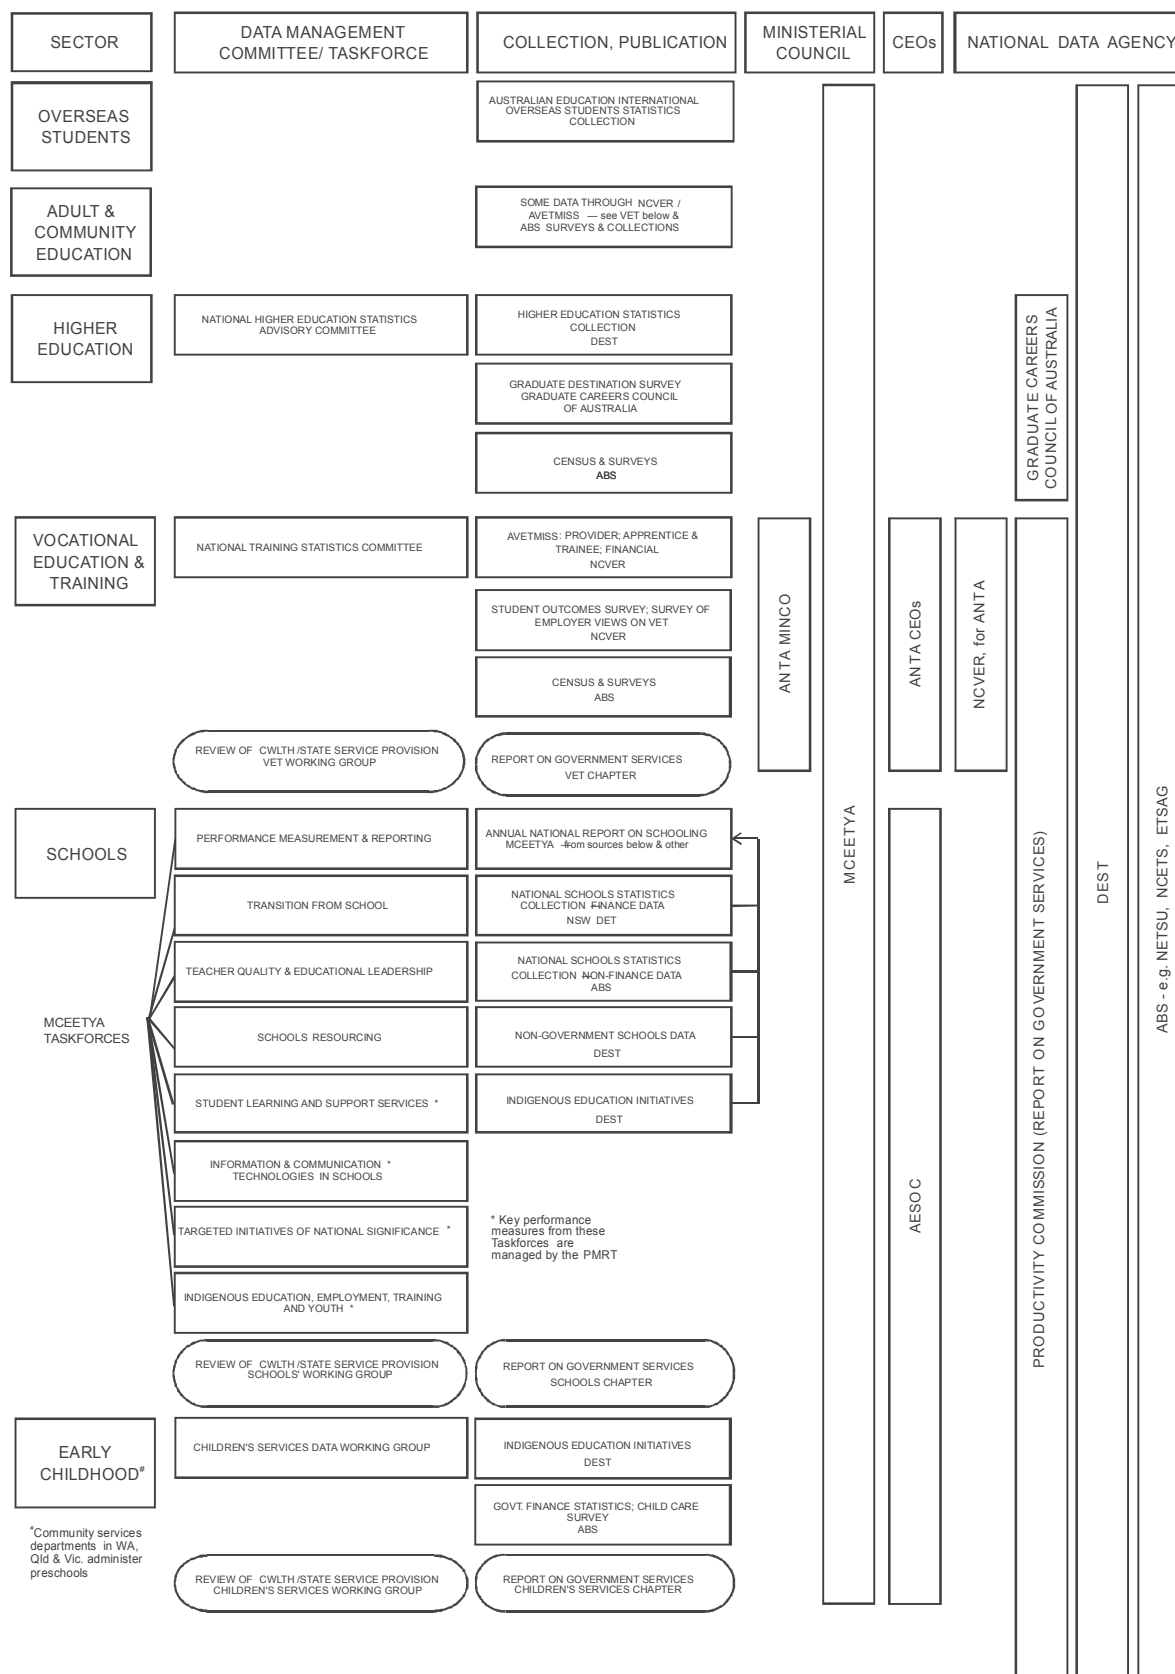 SECTOR
DATA MANAGEMENT
COMMITTEE/ TASKFORCE
COLLECTION, PUBLICATION
MINISTERIAL
COUNCIL
CEOs
NATIONAL DATA AGENCY
OVERSEAS
STUDENTS
AUSTRALIAN EDUCATION INTERNATIONAL
OVERSEAS STUDENTS STATISTICS
COLLECTION
ADULT &
COMMUNITY
EDUCATION
SOME DATA THROUGH NCVER /
AVETMISS — see VET below &
ABS SURVEYS & COLLECTIONS
HIGHER
EDUCATION
NATIONAL HIGHER EDUCATION STATISTICS
ADVISORY COMMITTEE
HIGHER EDUCATION STATISTICS
COLLECTION
DEST
GRADUATE DESTINATION SURVEY
GRADUATE CAREERS COUNCIL
OF AUSTRALIA
CENSUS & SURVEYS
ABS
GRADUATE CAREERS
COUNCIL OF AUSTRALIA
VOCATIONAL
EDUCATION &
TRAINING
NATIONAL TRAINING STATISTICS COMMITTEE
AVETMISS: PROVIDER; APPRENTICE &
TRAINEE; FINANCIAL
NCVER
STUDENT OUTCOMES SURVEY; SURVEY OF
EMPLOYER VIEWS ON VET
NCVER
CENSUS & SURVEYS
ABS
REVIEW OF CWLTH /STATE SERVICE PROVISION
VET WORKING GROUP
REPORT ON GOVERNMENT SERVICES
VET CHAPTER
ANTA MINCO
MCEETYA
ANTA CEOs
NCVER, for ANTA
PRODUCTIVITY COMMISSION (REPORT ON GOVERNMENT SERVICES)
DEST
ABS - e.g. NETSU, NCETS, ETSAG
SCHOOLS
PERFORMANCE MEASUREMENT & REPORTING
ANNUAL NATIONAL REPORT ON SCHOOLING
MCEETYA – from sources below & other
TRANSITION FROM SCHOOL
NATIONAL SCHOOLS STATISTICS
COLLECTION – FINANCE DATA
NSW DET
TEACHER QUALITY & EDUCATIONAL LEADERSHIP
NATIONAL SCHOOLS STATISTICS
COLLECTION – NON-FINANCE DATA
ABS
MCEETYA
TASKFORCES
SCHOOLS RESOURCING
NON-GOVERNMENT SCHOOLS DATA
DEST
STUDENT LEARNING AND SUPPORT SERVICES *
INDIGENOUS EDUCATION INITIATIVES
DEST
INFORMATION & COMMUNICATION *
TECHNOLOGIES IN SCHOOLS
TARGETED INITIATIVES OF NATIONAL SIGNIFICANCE *
* Key performance
measures from these
Taskforces are
managed by the PMRT
INDIGENOUS EDUCATION, EMPLOYMENT, TRAINING
AND YOUTH *
AESOC
REVIEW OF CWLTH /STATE SERVICE PROVISION
SCHOOLS' WORKING GROUP
REPORT ON GOVERNMENT SERVICES
SCHOOLS CHAPTER
EARLY
CHILDHOOD#
CHILDREN'S SERVICES DATA WORKING GROUP
INDIGENOUS EDUCATION INITIATIVES
DEST
GOVT. FINANCE STATISTICS; CHILD CARE
SURVEY
ABS
#Community services
departments in WA,
Qld & Vic. administer
preschools
REVIEW OF CWLTH /STATE SERVICE PROVISION
CHILDREN'S SERVICES WORKING GROUP
REPORT ON GOVERNMENT SERVICES
CHILDREN'S SERVICES CHAPTER